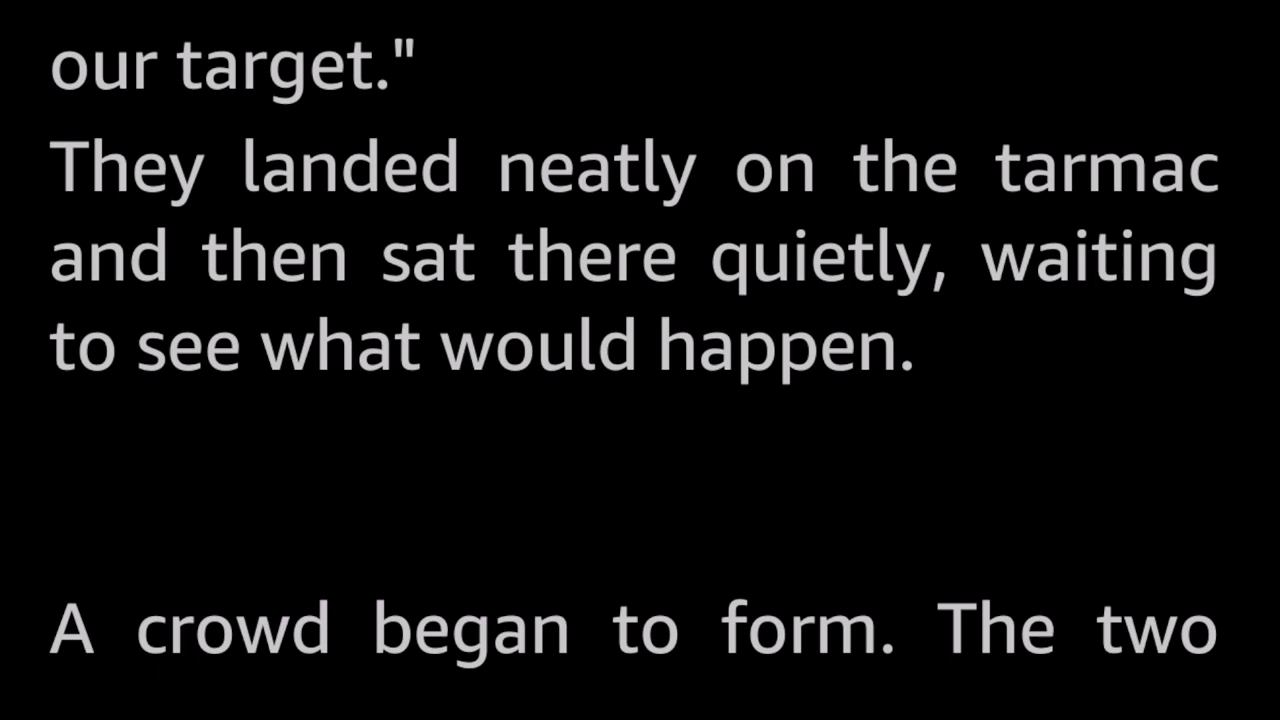 our target."
They landed neatly on the tarmac
and then sat there quietly, waiting
to see what would happen.
A crowd began to form. The two